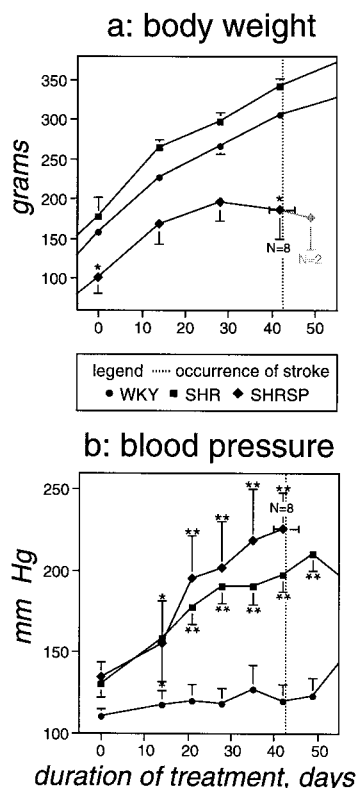 a: body weight
grams
350
300
250
200
150
100
*
*
N=8
N=2
0 10 20 30 40 50
legend occurrence of stroke
WKY SHR SHRSP
b: blood pressure
mm Hg
250
200
150
100
** ** ** **
N=8
*
*
** ** ** ** **
0 10 20 30 40 50
duration of treatment, days